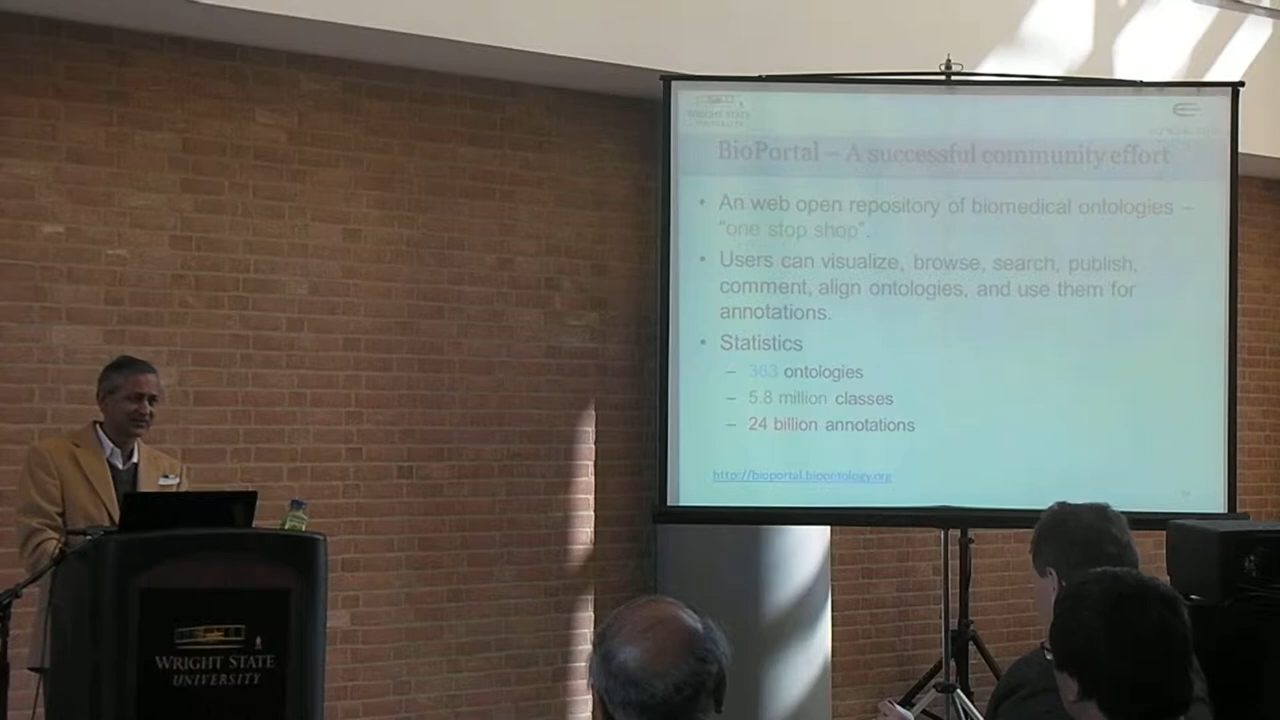 WRIGHT STATE
UNIVERSITY
BioPortal – A successful community effort
• An web open repository of biomedical ontologies –
“one stop shop”.
• Users can visualize, browse, search, publish,
comment, align ontologies, and use them for
annotations.
• Statistics
– 363 ontologies
– 5.8 million classes
– 24 billion annotations
http://bioportal.bioontology.org
WRIGHT STATE
UNIVERSITY